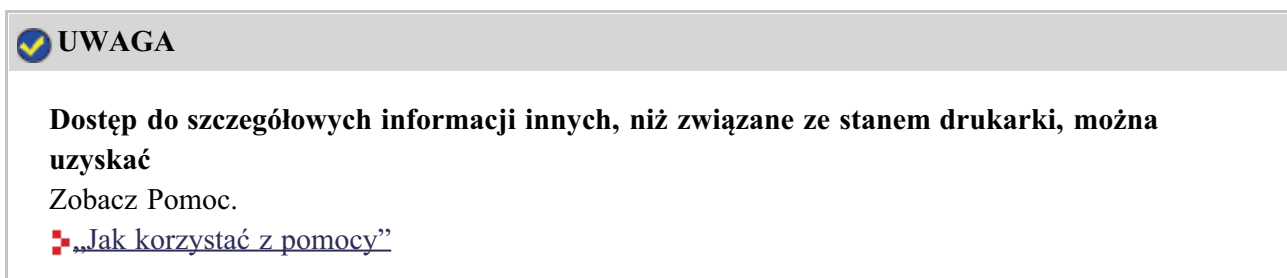 UWAGA
Dostęp do szczegółowych informacji innych, niż związane ze stanem drukarki, można
uzyskać
Zobacz Pomoc.
„Jak korzystać z pomocy”